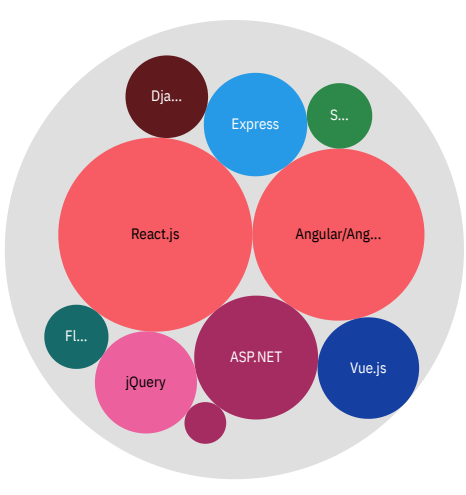 Dja...
Express
S...
React.js
Angular/Ang...
Fl...
jQuery
ASP.NET
Vue.js